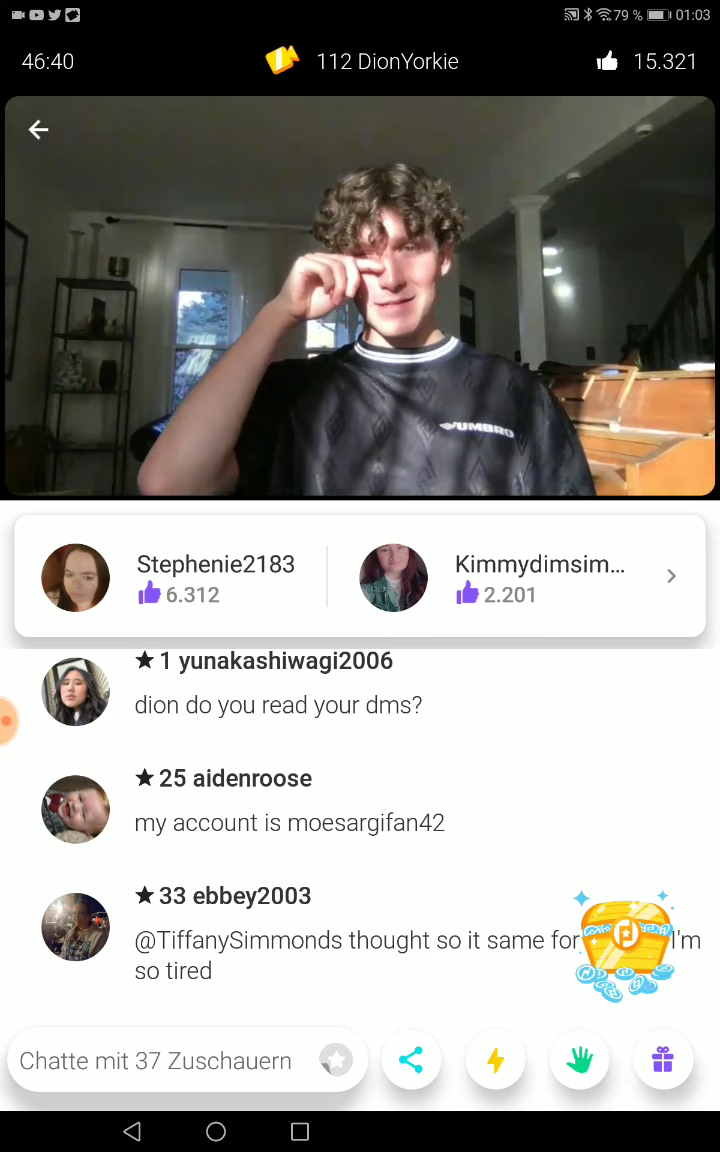 79 % 01:03
46:40 112 DionYorkie 15.321
UMBRO
Stephenie2183 Kimmydimsim...
6.312 2.201
★ 1 yunakashiwagi2006
dion do you read your dms?
★ 25 aidenroose
my account is moesargifan42
★ 33 ebbey2003
@TiffanySimmonds thought so it same for I'm
so tired
Chatte mit 37 Zuschauern